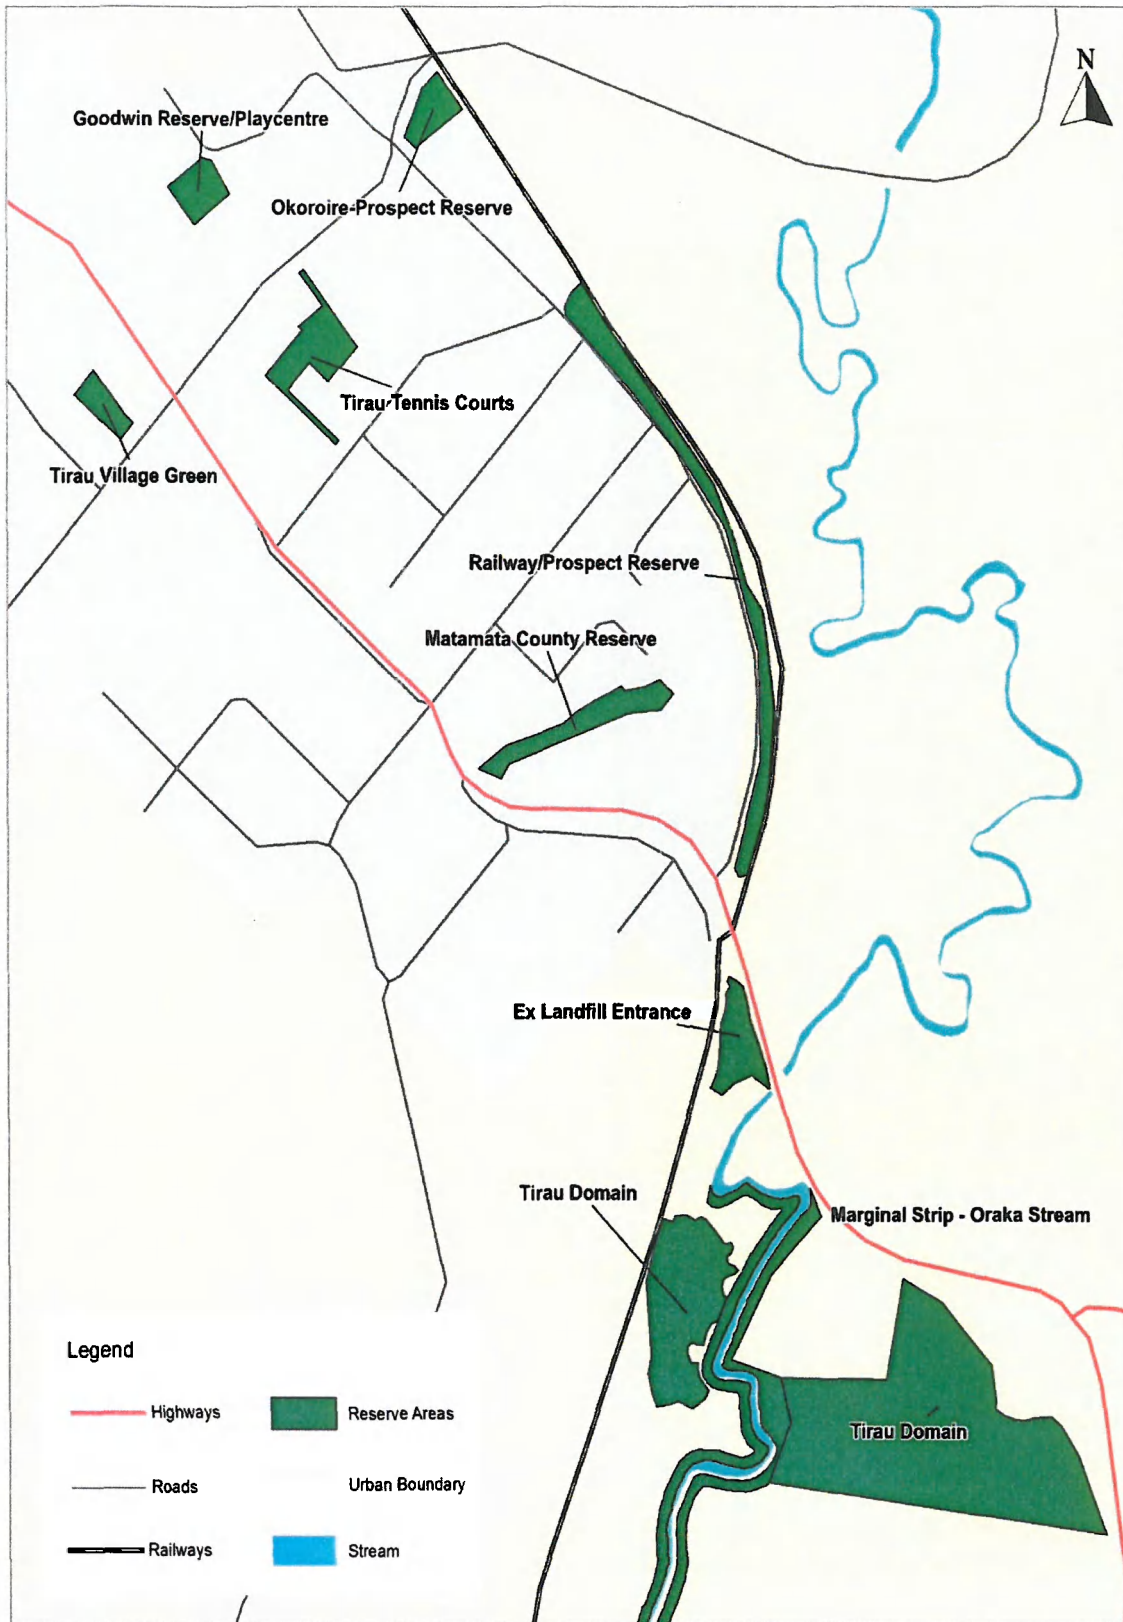 N
Goodwin Reserve/Playcentre
Okoroire-Prospect Reserve
Tirau Tennis Courts
Tirau Village Green
Railway/Prospect Reserve
Matamata County Reserve
Ex Landfill Entrance
Tirau Domain
Marginal Strip - Oraka Stream
Tirau Domain
Legend
Highways
Reserve Areas
Roads
Urban Boundary
Railways
Stream